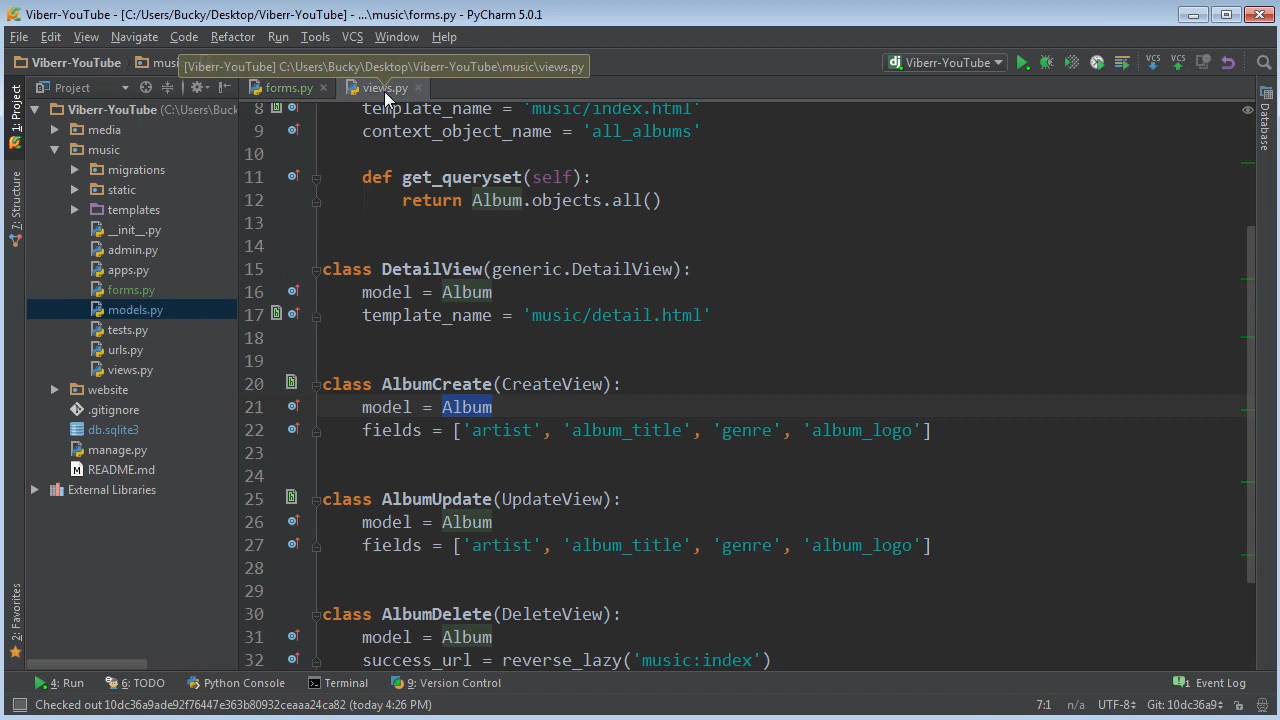 Viberr-YouTube - [C:/Users/Bucky/Desktop/Viberr-YouTube] - ...\music\forms.py - PyCharm 5.0.1
File Edit View Navigate Code Refactor Run Tools VCS Window Help
Viberr-YouTube
[Viberr-YouTube] C:\Users\Bucky\Desktop\Viberr-YouTube\music\views.py
dj Viberr-YouTube
VCS VCS
Project
forms.py
views.py
1: Project
7: Structure
2: Favorites
Database
Viberr-YouTube (C:\Users\
media
music
migrations
static
templates
__init__.py
admin.py
apps.py
forms.py
models.py
tests.py
urls.py
views.py
website
.gitignore
db.sqlite3
manage.py
README.md
External Libraries
8 template_name = 'music/index.html'
9 context_object_name = 'all_albums'
10
11 def get_queryset(self):
12 return Album.objects.all()
13
14
15 class DetailView(generic.DetailView):
16 model = Album
17 template_name = 'music/detail.html'
18
19
20 class AlbumCreate(CreateView):
21 model = Album
22 fields = ['artist', 'album_title', 'genre', 'album_logo']
23
24
25 class AlbumUpdate(UpdateView):
26 model = Album
27 fields = ['artist', 'album_title', 'genre', 'album_logo']
28
29
30 class AlbumDelete(DeleteView):
31 model = Album
32 success_url = reverse_lazy('music:index')
4: Run 6: TODO Python Console Terminal 9: Version Control 1 Event Log
Checked out 10dc36a9ade92f76447e363b80932ceaaa24ca82 (today 4:26 PM) 7:1 n/a UTF-8 Git: 10dc36a9